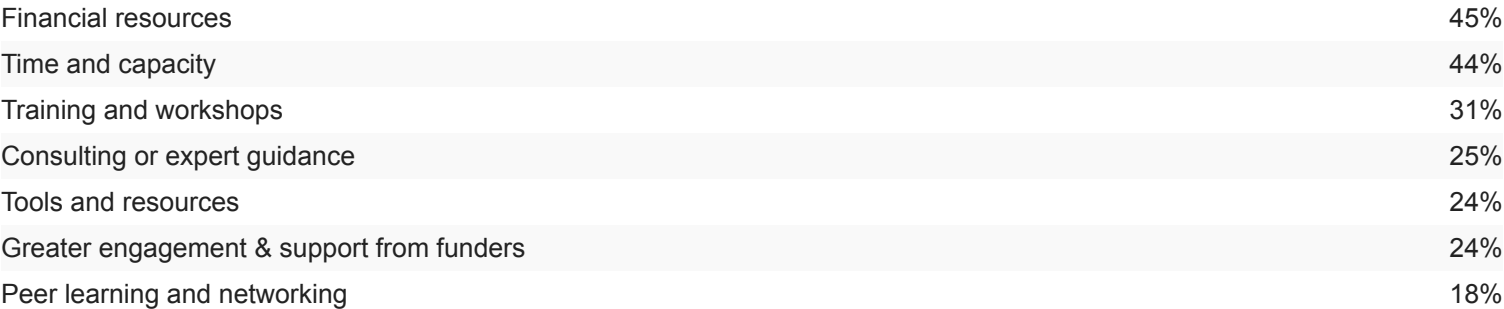 Financial resources 45%
Time and capacity 44%
Training and workshops 31%
Consulting or expert guidance 25%
Tools and resources 24%
Greater engagement & support from funders 24%
Peer learning and networking 18%